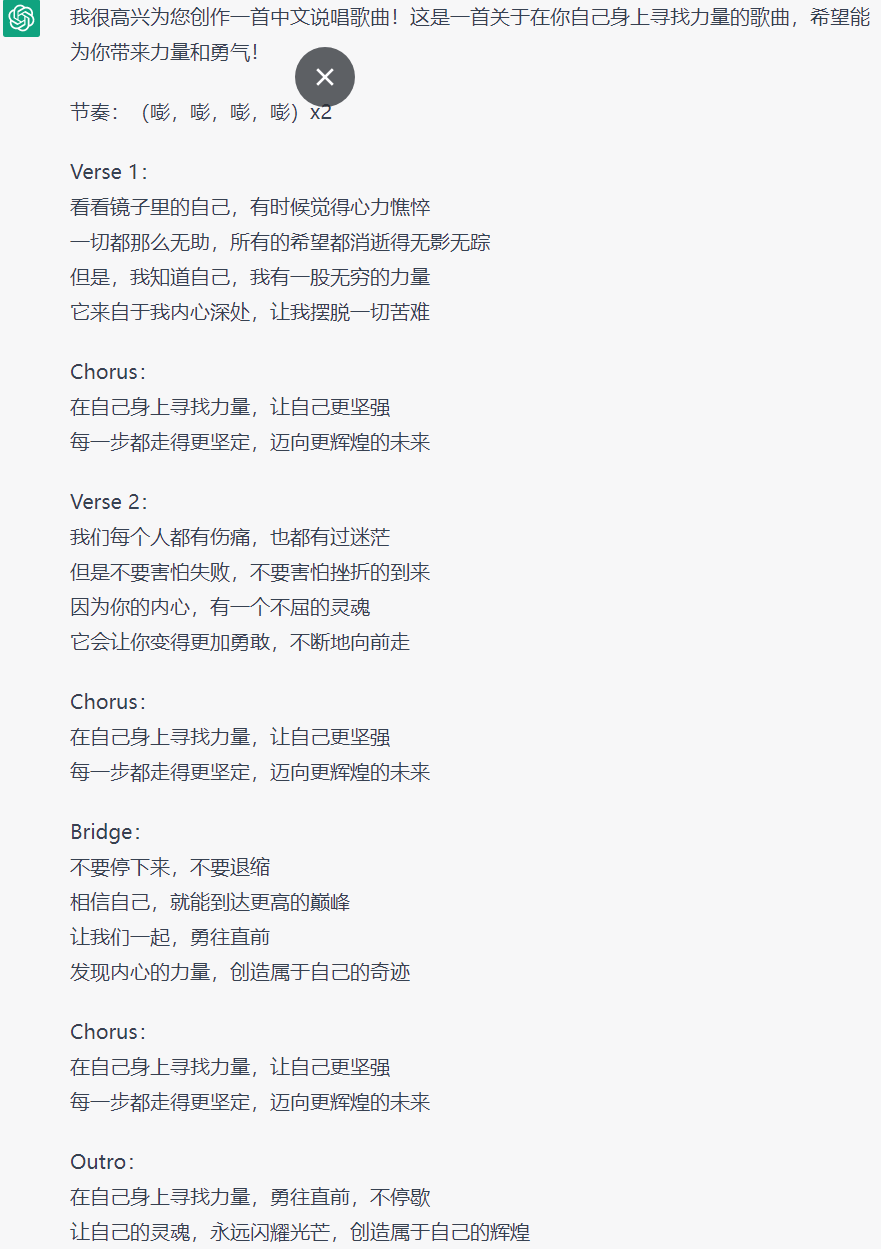 我很高兴为您创作一首中文说唱歌曲！这是一首关于在你自己身上寻找力量的歌曲，希望能
为你带来力量和勇气！
节奏：（嘭，嘭，嘭，嘭）x2
Verse 1：
看看镜子里的自己，有时候觉得心力憔悴
一切都那么无助，所有的希望都消逝得无影无踪
但是，我知道自己，我有一股无穷的力量
它来自于我内心深处，让我摆脱一切苦难
Chorus：
在自己身上寻找力量，让自己更坚强
每一步都走得更坚定，迈向更辉煌的未来
Verse 2：
我们每个人都有伤痛，也都有过迷茫
但是不要害怕失败，不要害怕挫折的到来
因为你的内心，有一个不屈的灵魂
它会让你变得更加勇敢，不断地向前走
Chorus：
在自己身上寻找力量，让自己更坚强
每一步都走得更坚定，迈向更辉煌的未来
Bridge：
不要停下来，不要退缩
相信自己，就能到达更高的巅峰
让我们一起，勇往直前
发现内心的力量，创造属于自己的奇迹
Chorus：
在自己身上寻找力量，让自己更坚强
每一步都走得更坚定，迈向更辉煌的未来
Outro：
在自己身上寻找力量，勇往直前，不停歇
让自己的灵魂，永远闪耀光芒，创造属于自己的辉煌